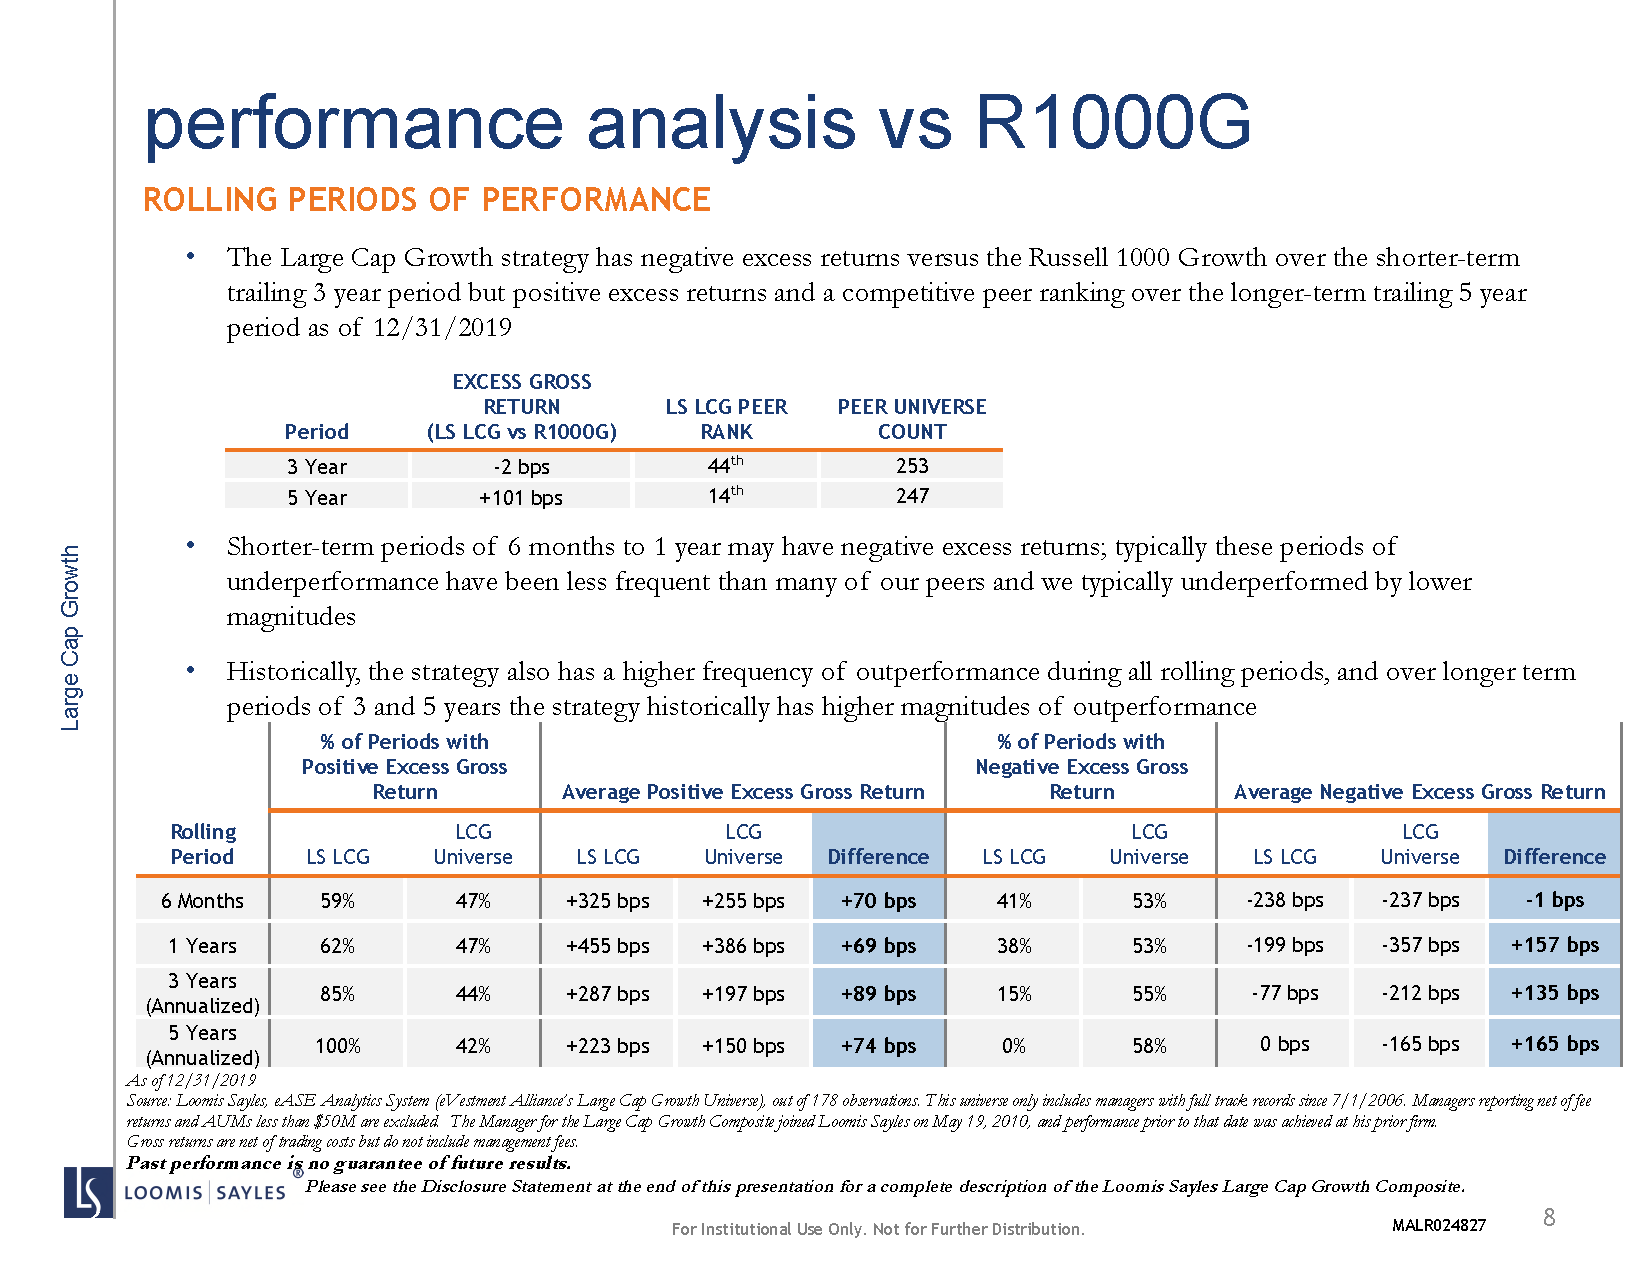 performance analysis vs R1000G
ROLLING PERIODS OF PERFORMANCE
• The Large Cap Growth strategy has negative excess returns versus the Russell 1000 Growth over the shorter-term
trailing 3 year period but positive excess returns and a competitive peer ranking over the longer-term trailing 5 year
period as of 12/31/2019
EXCESS GROSS
RETURN LS LCG PEER PEER UNIVERSE
Period (LS LCG vs R1000G) RANK COUNT
3 Year -2 bps 44th 253
5 Year +101 bps 14th 247
• Shorter-term periods of 6 months to 1 year may have negative excess returns; typically these periods of
underperformance have been less frequent than many of our peers and we typically underperformed by lower
magnitudes
• Historically, the strategy also has a higher frequency of outperformance during all rolling periods, and over longer term
periods of 3 and 5 years the strategy historically has higher magnitudes of outperformance
% of Periods with % of Periods with
Positive Excess Gross Negative Excess Gross
Return Average Positive Excess Gross Return Return Average Negative Excess Gross Return
Rolling LCG LCG LCG LCG
Period LS LCG Universe LS LCG Universe Difference LS LCG Universe LS LCG Universe Difference
6 Months 59% 47% +325 bps +255 bps +70 bps 41% 53% -238 bps -237 bps -1 bps
1 Years 62% 47% +455 bps +386 bps +69 bps 38% 53% -199 bps -357 bps +157 bps
3 Years
(Annualized) 85% 44% +287 bps +197 bps +89 bps 15% 55% -77 bps -212 bps +135 bps
5 Years
(Annualized) 100% 42% +223 bps +150 bps +74 bps 0% 58% 0 bps -165 bps +165 bps
As of 12/31/2019
Source: Loomis Sayles, eASE Analytics System (eVestment Alliance's Large Cap Growth Universe), out of 178 observations. This universe only includes managers with full track records since 7/1/2006. Managers reporting net of fee
returns and AUMs less than $50M are excluded. The Manager for the Large Cap Growth Composite joined Loomis Sayles on May 19, 2010, and performance prior to that date was achieved at his prior firm.
Gross returns are net of trading costs but do not include management fees.
Past performance is no guarantee of future results.
Please see the Disclosure Statement at the end of this presentation for a complete description of the Loomis Sayles Large Cap Growth Composite.
Large Cap Growth
LS LOOMIS | SAYLES ®
For Institutional Use Only. Not for Further Distribution.
MALR024827
8